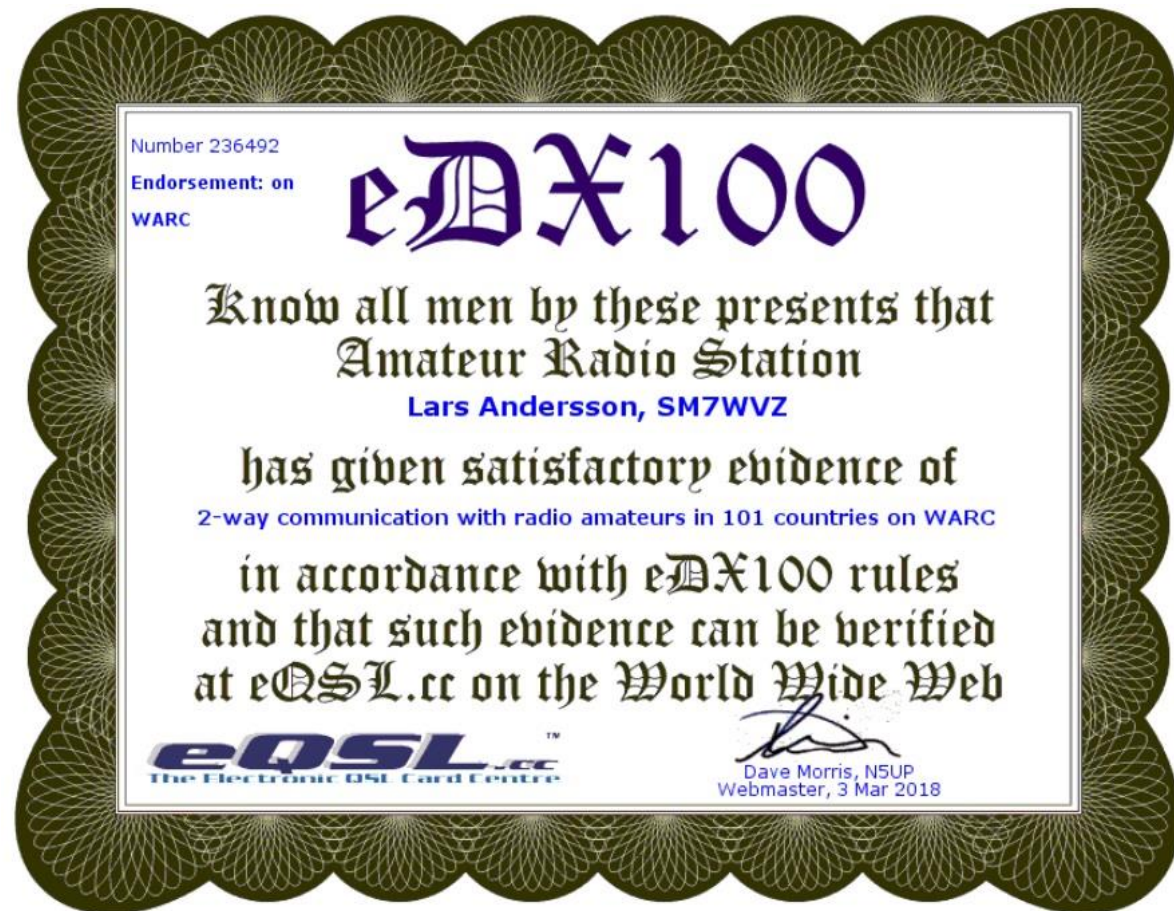 Number 236492
Endorsement: on
WARC
eDX100
Know all men by these presents that
Amateur Radio Station
Lars Andersson, SM7WVZ
has given satisfactory evidence of
2-way communication with radio amateurs in 101 countries on WARC
in accordance with eDX100 rules
and that such evidence can be verified
at eQSL.cc on the World Wide Web
eQSL.cc™
The Electronic QSL Card Centre
Dave Morris, N5UP
Webmaster, 3 Mar 2018